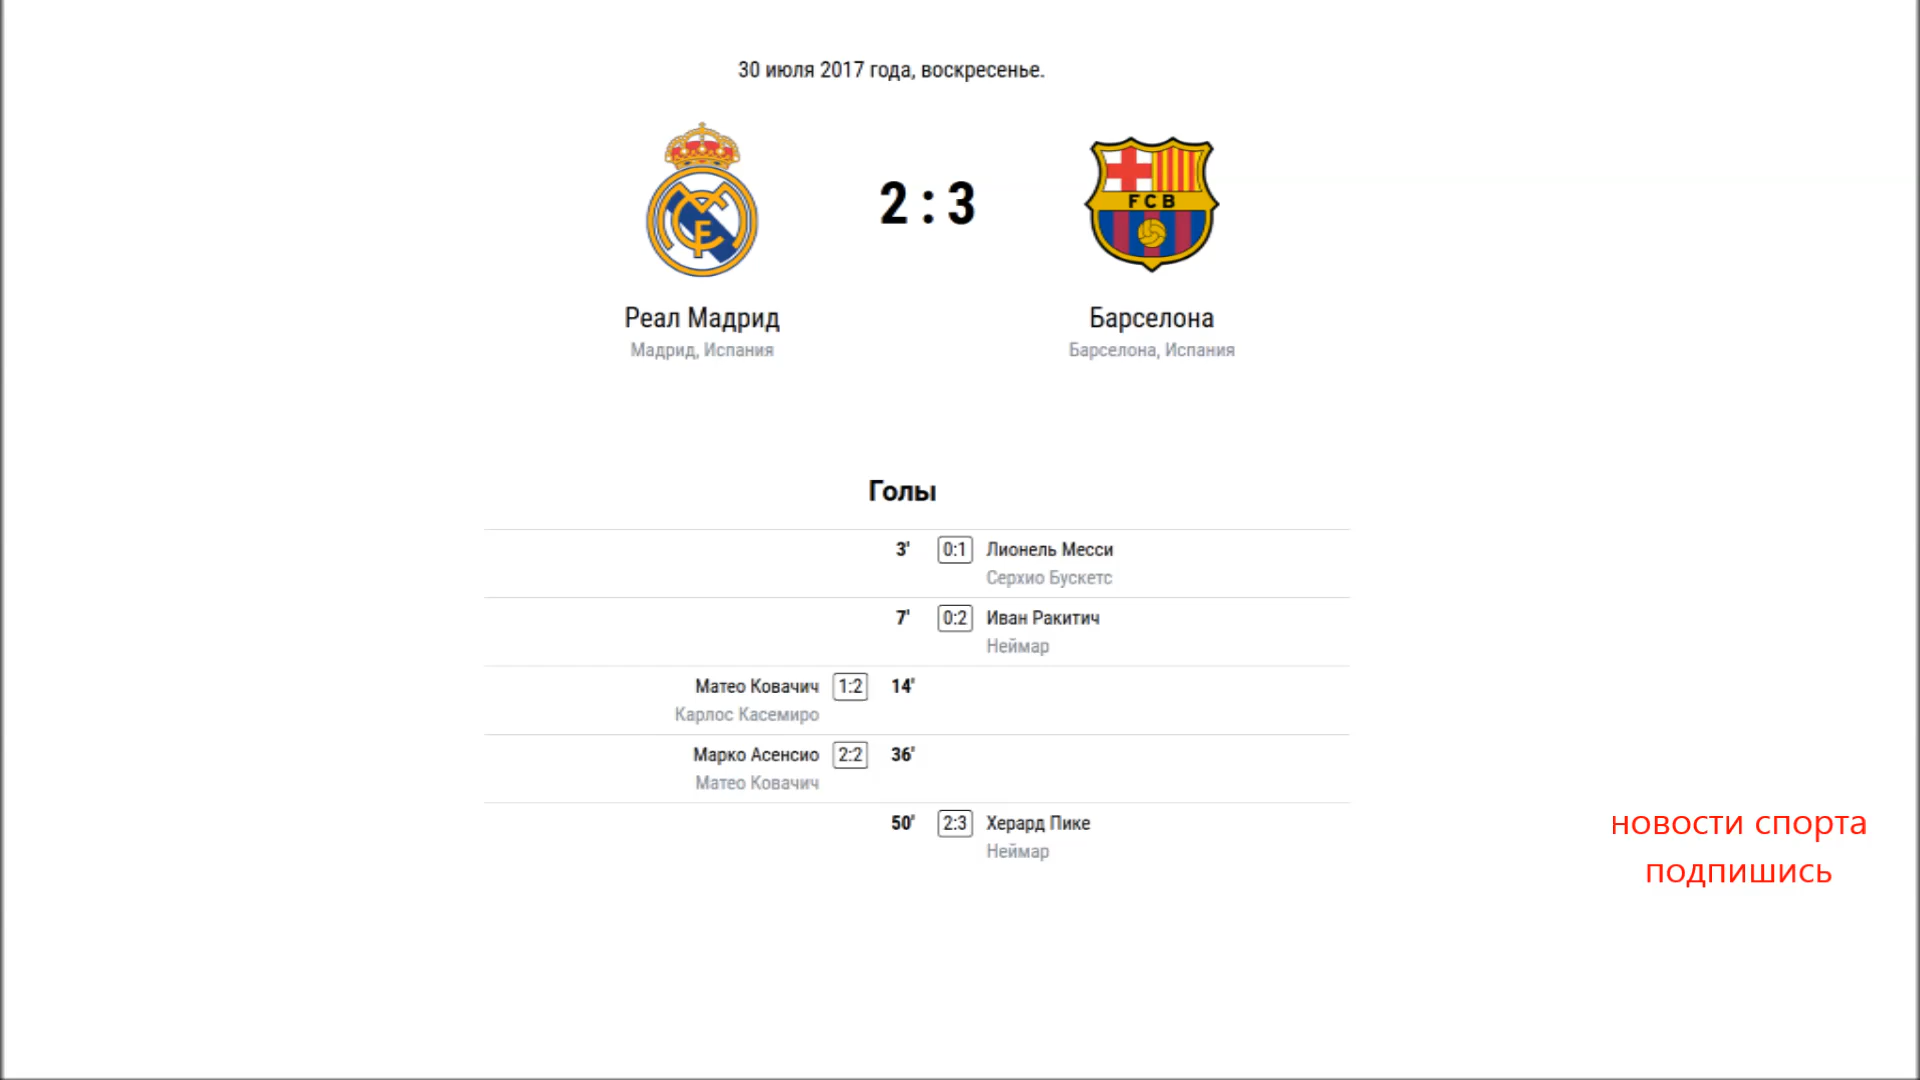 30 июля 2017 года, воскресенье.
2 : 3
FCB
Реал Мадрид
Барселона
Мадрид, Испания
Барселона, Испания
Голы
3' 0:1 Лионель Месси
Серхио Бускетс
7' 0:2 Иван Ракитич
Неймар
Матео Ковачич 1:2 14'
Карлос Касемиро
Марко Асенсио 2:2 36'
Матео Ковачич
50' 2:3 Херард Пике
Неймар
новости спорта
подпишись